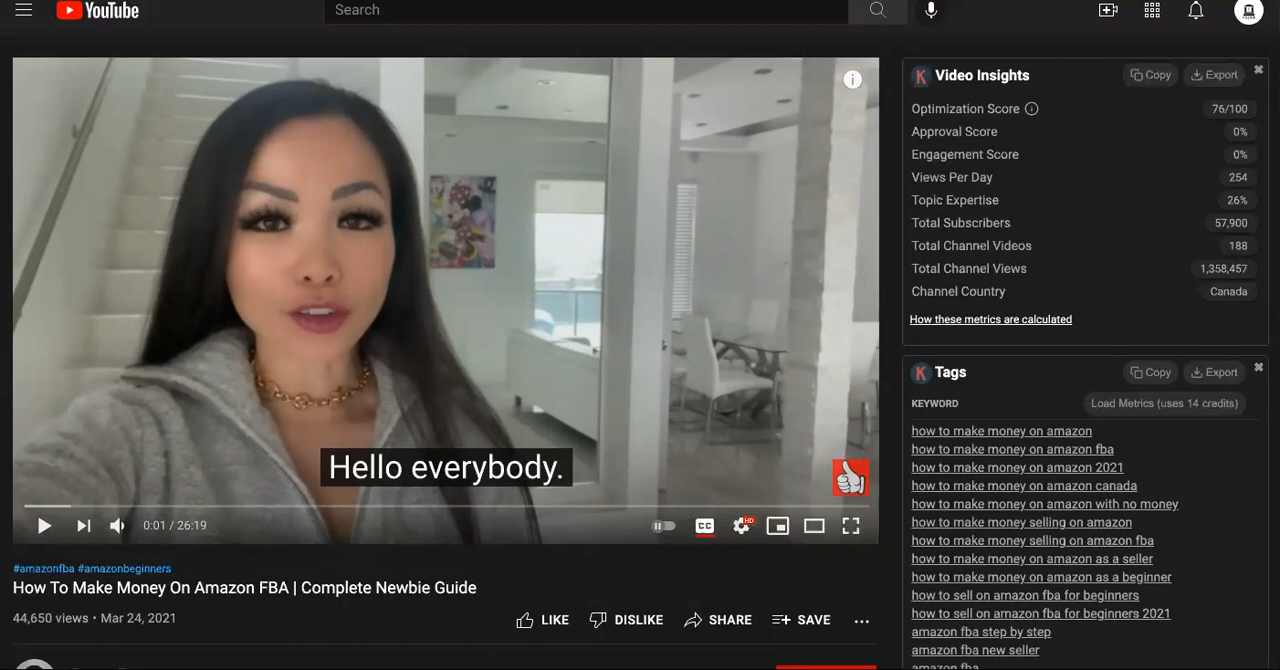 YouTube
Search
Hello everybody.
0:01 / 26:19
CC
HD
#amazonfba #amazonbeginners
How To Make Money On Amazon FBA | Complete Newbie Guide
44,650 views • Mar 24, 2021
LIKE DISLIKE SHARE SAVE ...
K Video Insights Copy Export
Optimization Score 76/100
Approval Score 0%
Engagement Score 0%
Views Per Day 254
Topic Expertise 26%
Total Subscribers 57,900
Total Channel Videos 188
Total Channel Views 1,358,457
Channel Country Canada
How these metrics are calculated
K Tags Copy Export
KEYWORD Load Metrics (uses 14 credits)
how to make money on amazon
how to make money on amazon fba
how to make money on amazon 2021
how to make money on amazon canada
how to make money on amazon with no money
how to make money selling on amazon
how to make money selling on amazon fba
how to make money on amazon as a seller
how to make money on amazon as a beginner
how to sell on amazon fba for beginners
how to sell on amazon fba for beginners 2021
amazon fba step by step
amazon fba new seller
amazon fba